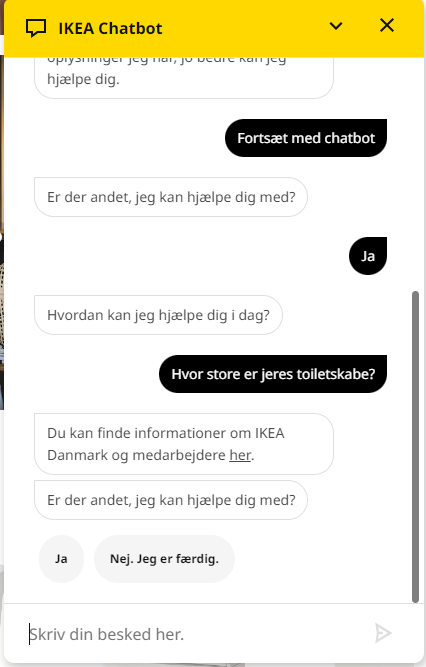 IKEA Chatbot
oplysninger jeg har, jo bedre kan jeg
hjælpe dig.
Fortsæt med chatbot
Er der andet, jeg kan hjælpe dig med?
Ja
Hvordan kan jeg hjælpe dig i dag?
Hvor store er jeres toiletskabe?
Du kan finde informationer om IKEA
Danmark og medarbejdere her.
Er der andet, jeg kan hjælpe dig med?
Ja
Nej. Jeg er færdig.
Skriv din besked her.